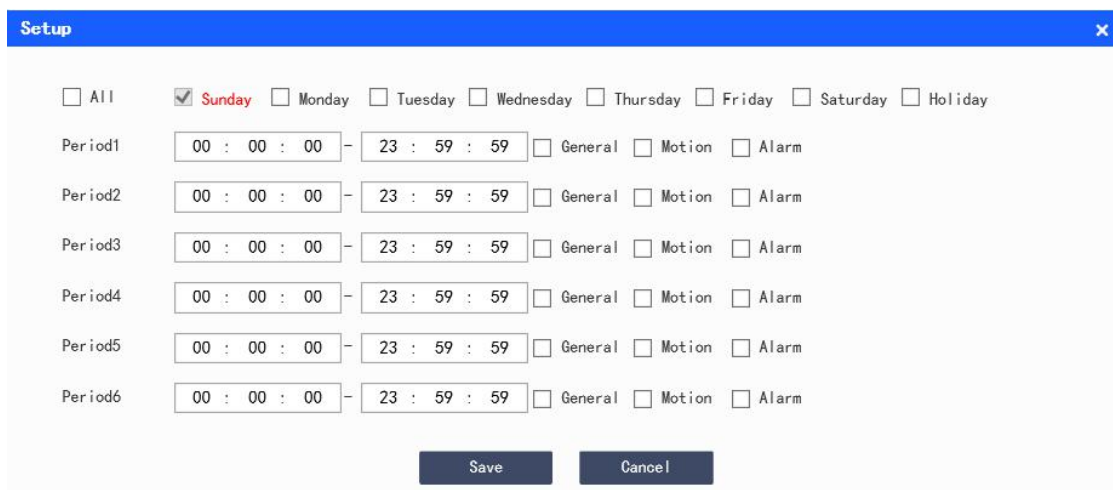 Setup
All Sunday Monday Tuesday Wednesday Thursday Friday Saturday Holiday
Period1 00 : 00 : 00 - 23 : 59 : 59 General Motion Alarm
Period2 00 : 00 : 00 - 23 : 59 : 59 General Motion Alarm
Period3 00 : 00 : 00 - 23 : 59 : 59 General Motion Alarm
Period4 00 : 00 : 00 - 23 : 59 : 59 General Motion Alarm
Period5 00 : 00 : 00 - 23 : 59 : 59 General Motion Alarm
Period6 00 : 00 : 00 - 23 : 59 : 59 General Motion Alarm
Save Cancel